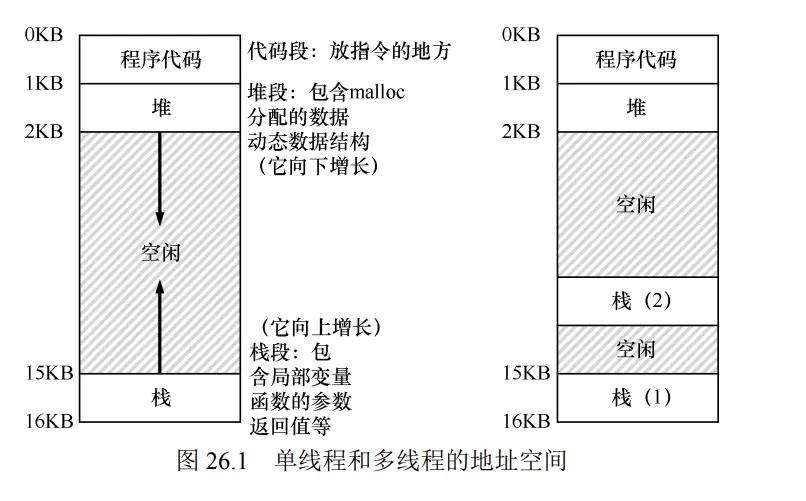 0KB
程序代码
代码段：放指令的地方
1KB
堆
堆段：包含malloc
分配的数据
动态数据结构
（它向下增长）
2KB
空闲
（它向上增长）
栈段：包
含局部变量
函数的参数
返回值等
15KB
栈
16KB
0KB
程序代码
1KB
堆
2KB
空闲
栈（2）
空闲
15KB
栈（1）
16KB
图 26.1 单线程和多线程的地址空间